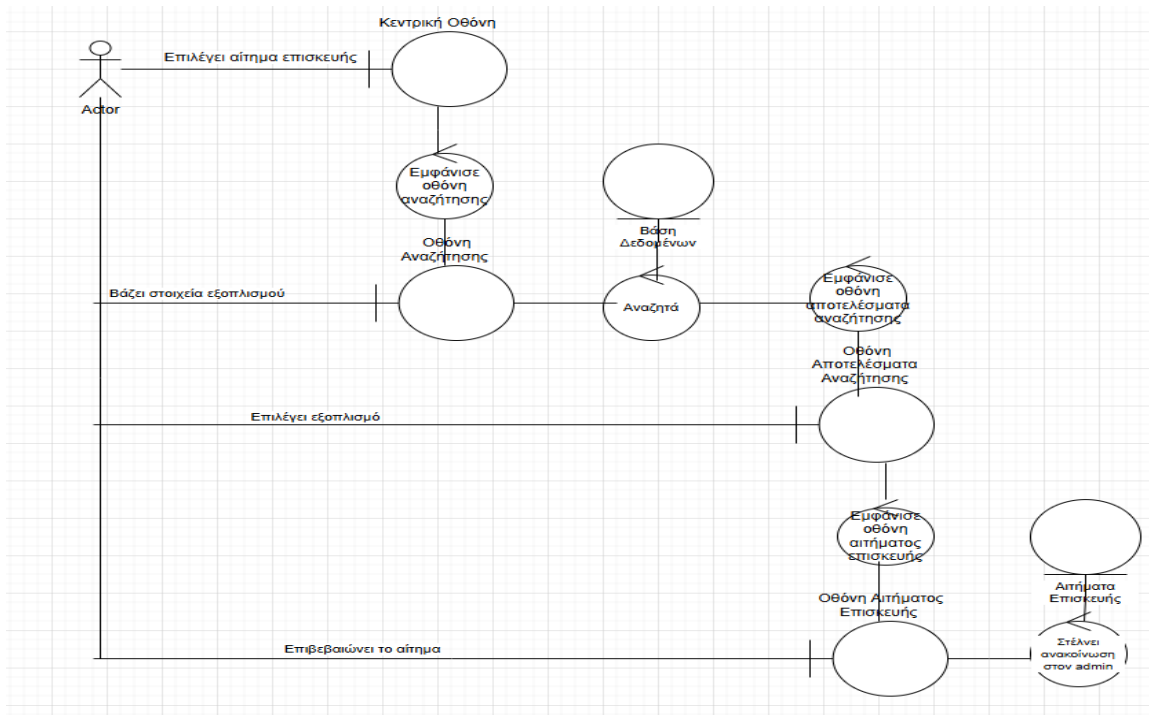 Κεντρική Οθόνη
Επιλέγει αίτημα επισκευής
Actor
Εμφάνισε
οθόνη
αναζήτησης
Βάση
Δεδομένων
Οθόνη
Αναζήτησης
Βάζει στοιχεία εξοπλισμού
Αναζητά
Εμφάνισε
οθόνη
αποτελέσματα
αναζήτησης
Οθόνη
Αποτελέσματα
Αναζήτησης
Επιλέγει εξοπλισμό
Εμφάνισε
οθόνη
αιτήματος
επισκευής
Αιτήματα
Επισκευής
Οθόνη Αιτήματος
Επισκευής
Επιβεβαιώνει το αίτημα
Στέλνει
ανακοίνωση
στον admin